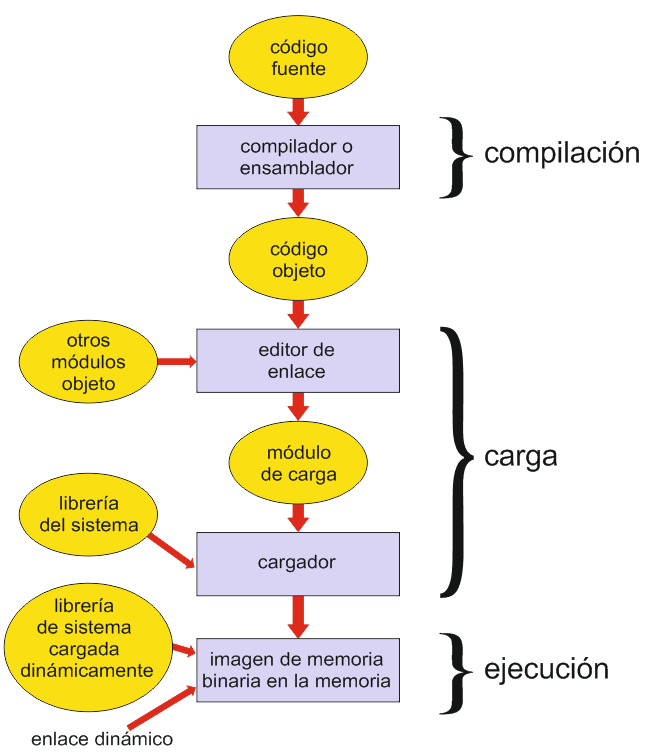 código
fuente
compilador o
ensamblador
compilación
código
objeto
otros
módulos
objeto
editor de
enlace
módulo
de carga
carga
librería
del sistema
cargador
librería
de sistema
cargada
dinámicamente
imagen de memoria
binaria en la memoria
ejecución
enlace dinámico